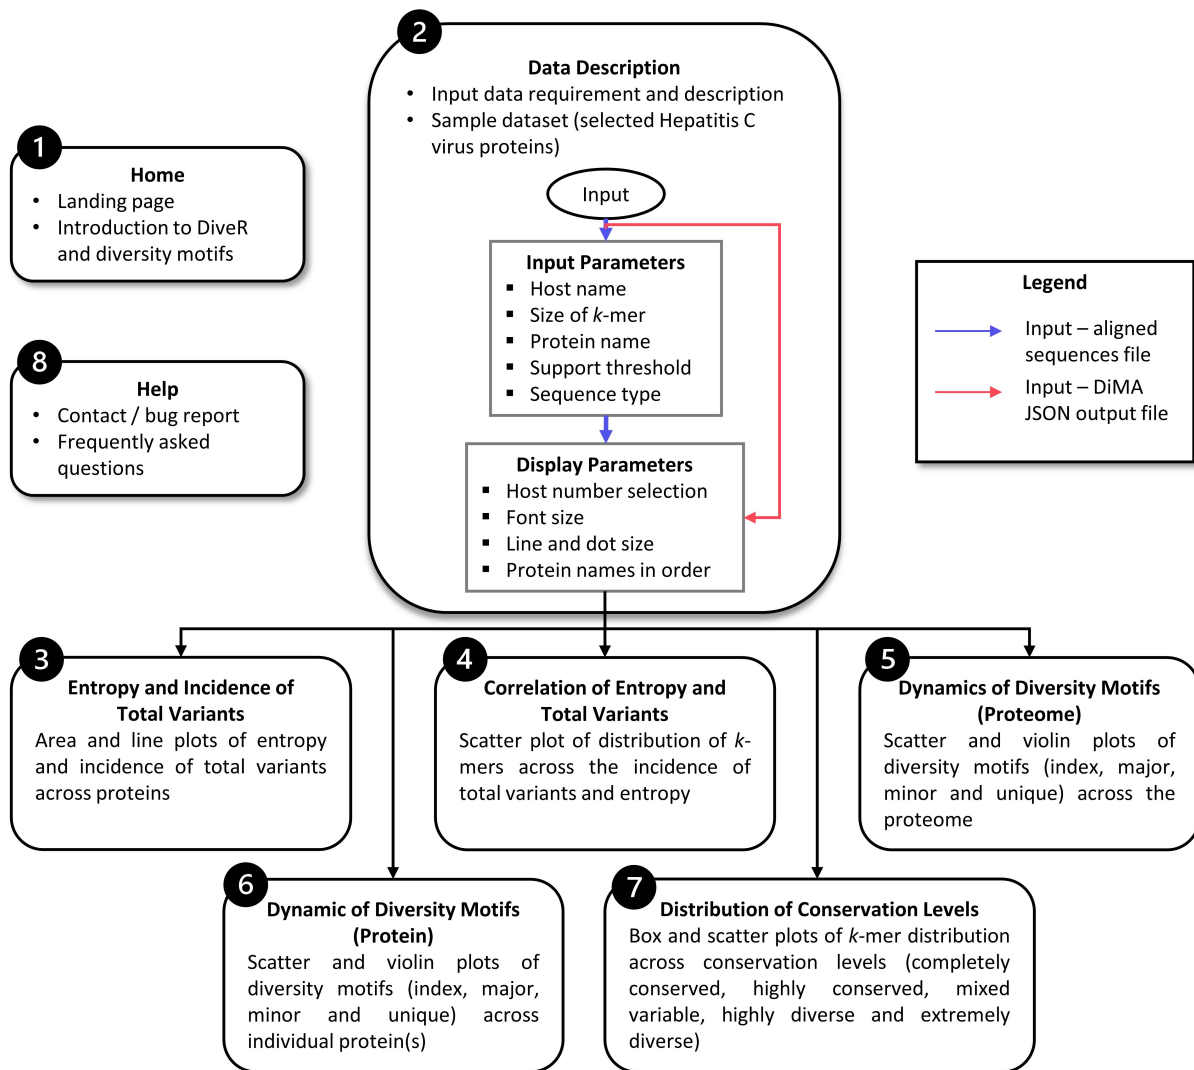 1
Home
• Landing page
• Introduction to DiveR
and diversity motifs
8
Help
• Contact / bug report
• Frequently asked
questions
2
Data Description
• Input data requirement and description
• Sample dataset (selected Hepatitis C
virus proteins)
Input
Input Parameters
▪ Host name
▪ Size of k-mer
▪ Protein name
▪ Support threshold
▪ Sequence type
Display Parameters
▪ Host number selection
▪ Font size
▪ Line and dot size
▪ Protein names in order
Legend
Input – aligned
sequences file
Input – DiMA
JSON output file
3
Entropy and Incidence of
Total Variants
Area and line plots of entropy
and incidence of total variants
across proteins
4
Correlation of Entropy and
Total Variants
Scatter plot of distribution of k-
mers across the incidence of
total variants and entropy
5
Dynamics of Diversity Motifs
(Proteome)
Scatter and violin plots of
diversity motifs (index, major,
minor and unique) across the
proteome
6
Dynamic of Diversity Motifs
(Protein)
Scatter and violin plots of
diversity motifs (index, major,
minor and unique) across
individual protein(s)
7
Distribution of Conservation Levels
Box and scatter plots of k-mer distribution
across conservation levels (completely
conserved, highly conserved, mixed
variable, highly diverse and extremely
diverse)